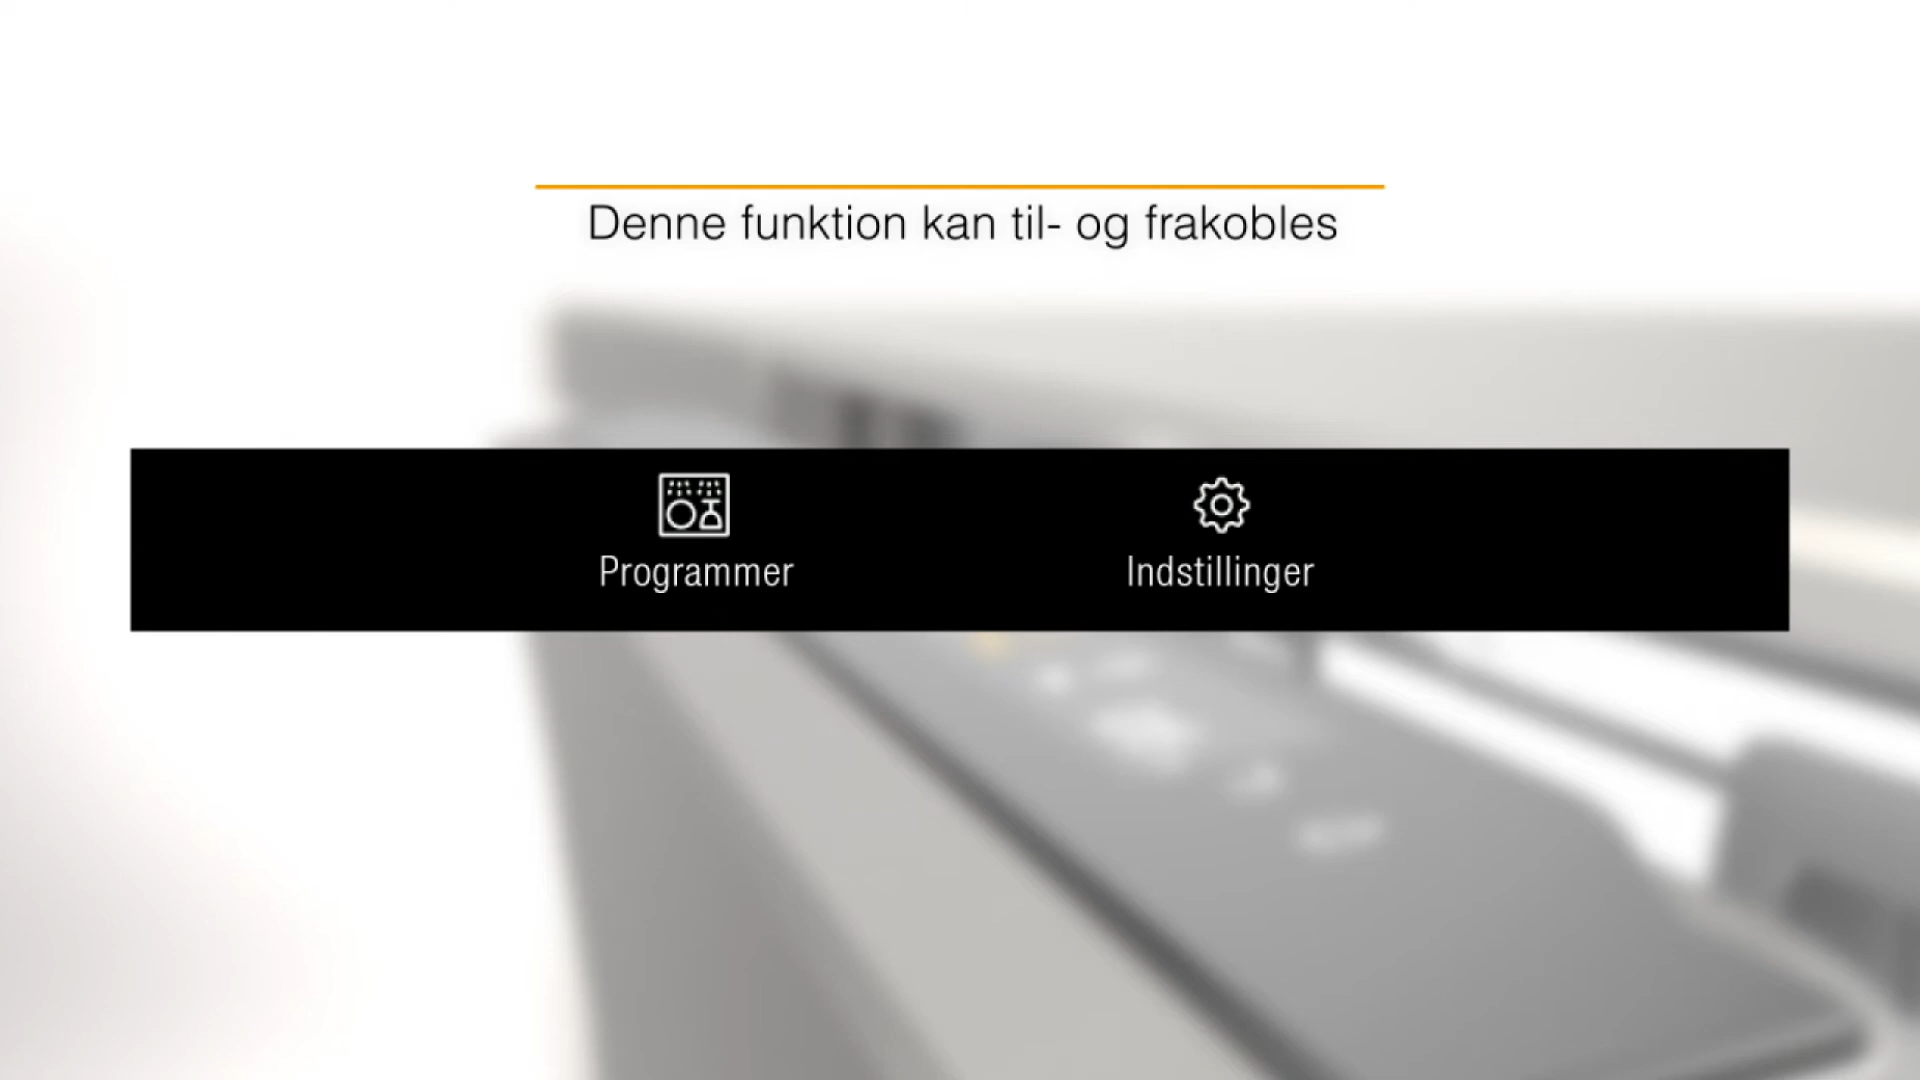 Denne funktion kan til- og frakobles
Programmer
Indstillinger